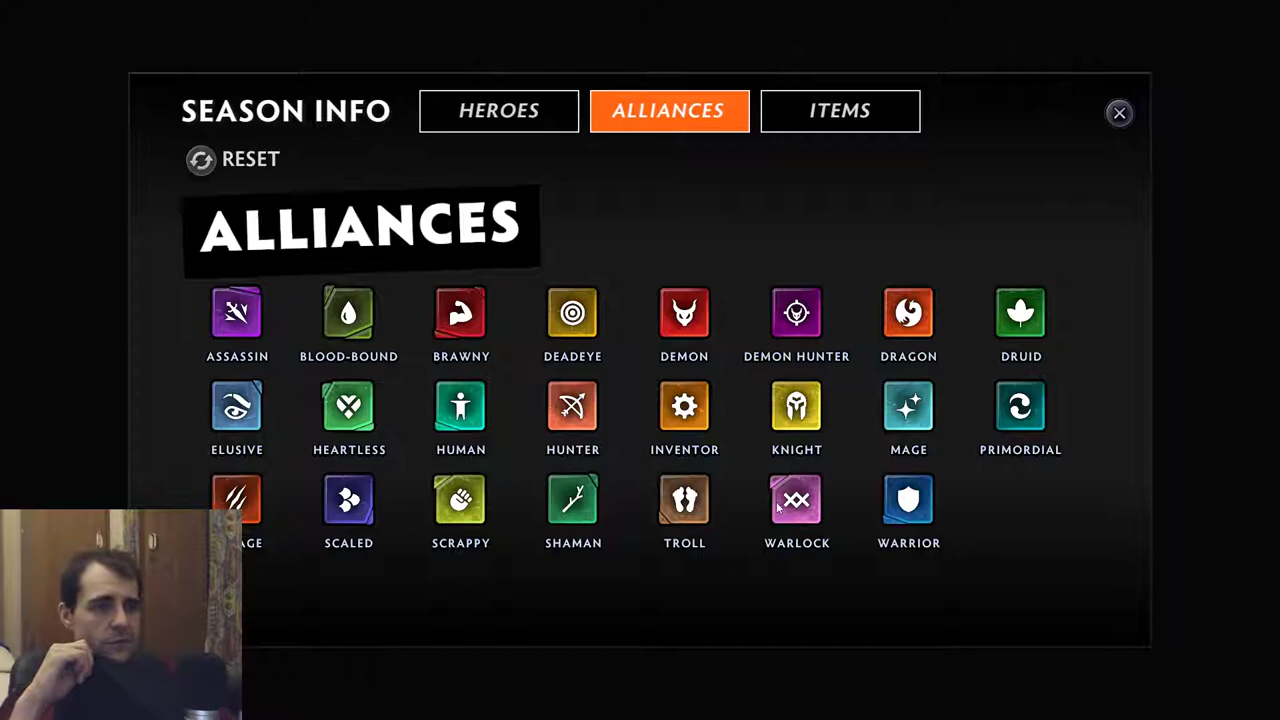 SEASON INFO HEROES ALLIANCES ITEMS
RESET
ALLIANCES
ASSASSIN BLOOD-BOUND BRAWNY DEADEYE DEMON DEMON HUNTER DRAGON DRUID
ELUSIVE HEARTLESS HUMAN HUNTER INVENTOR KNIGHT MAGE PRIMORDIAL
SCALED SCRAPPY SHAMAN TROLL WARLOCK WARRIOR